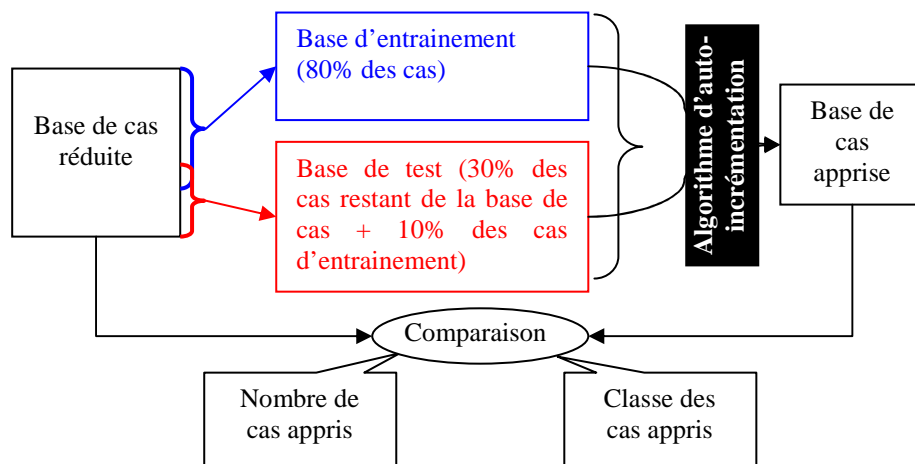 Base de cas
réduite
Base d’entrainement
(80% des cas)
Base de test (30% des
cas restant de la base de
cas + 10% des cas
d’entrainement)
Algorithme d’auto-
incrémentation
Base de
cas
apprise
Comparaison
Nombre de
cas appris
Classe des
cas appris